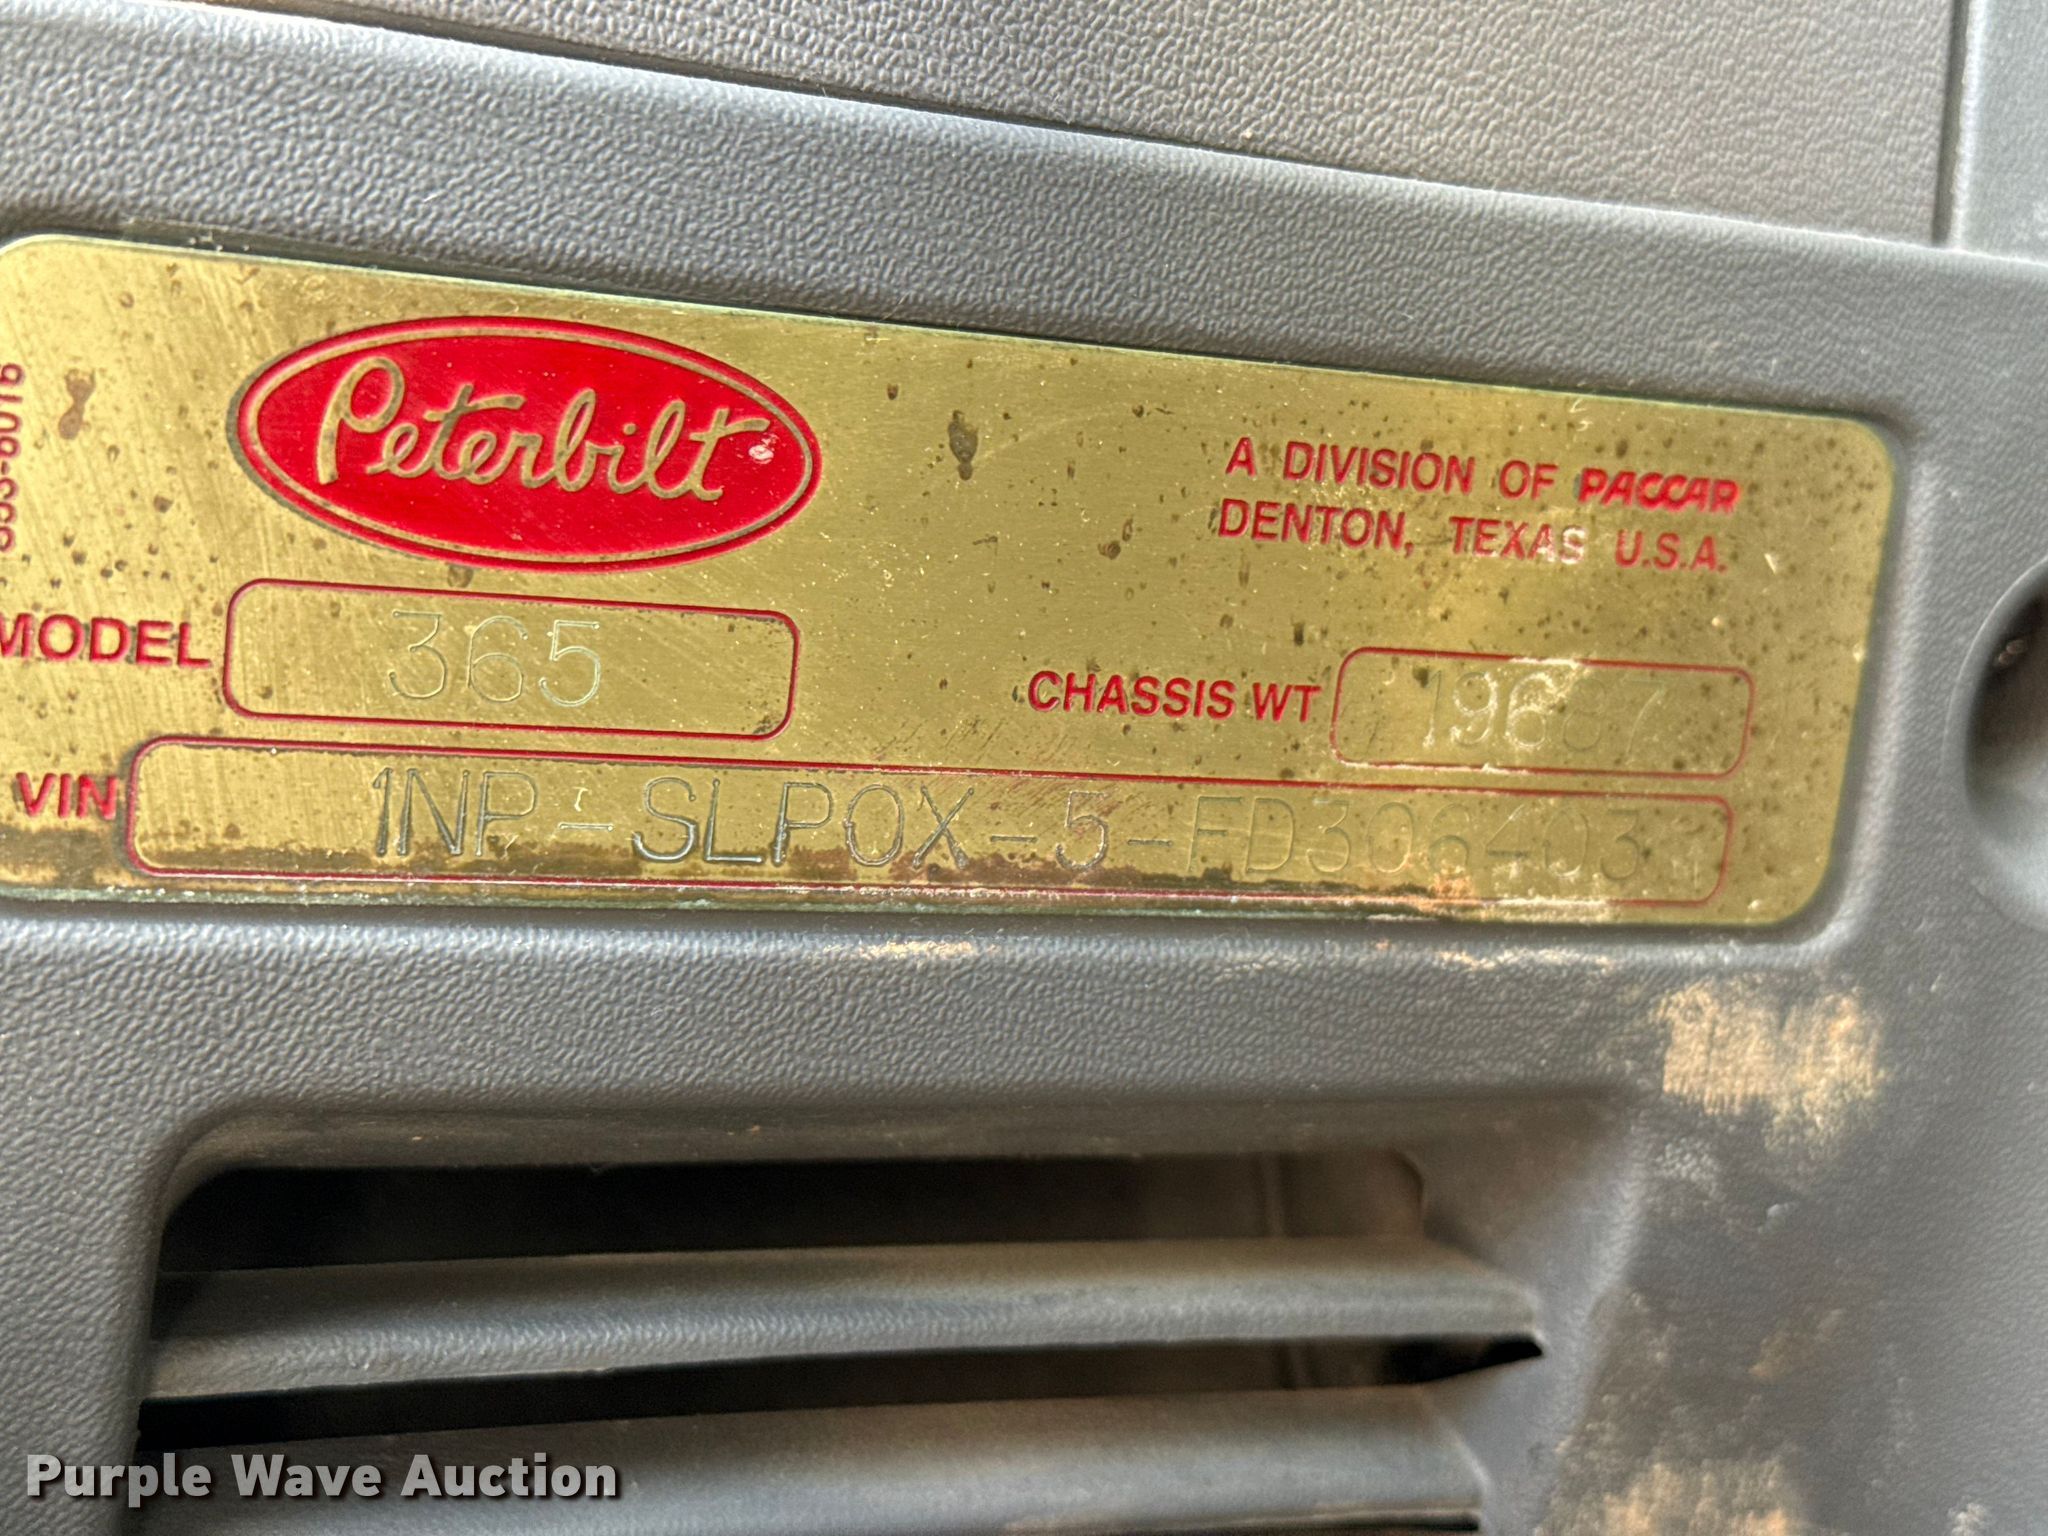 Peterbilt
A DIVISION OF PACCAR
DENTON, TEXAS U.S.A.
MODEL 365
CHASSIS WT
VIN 1NP-SLP0X-5-FD306403
Purple Wave Auction